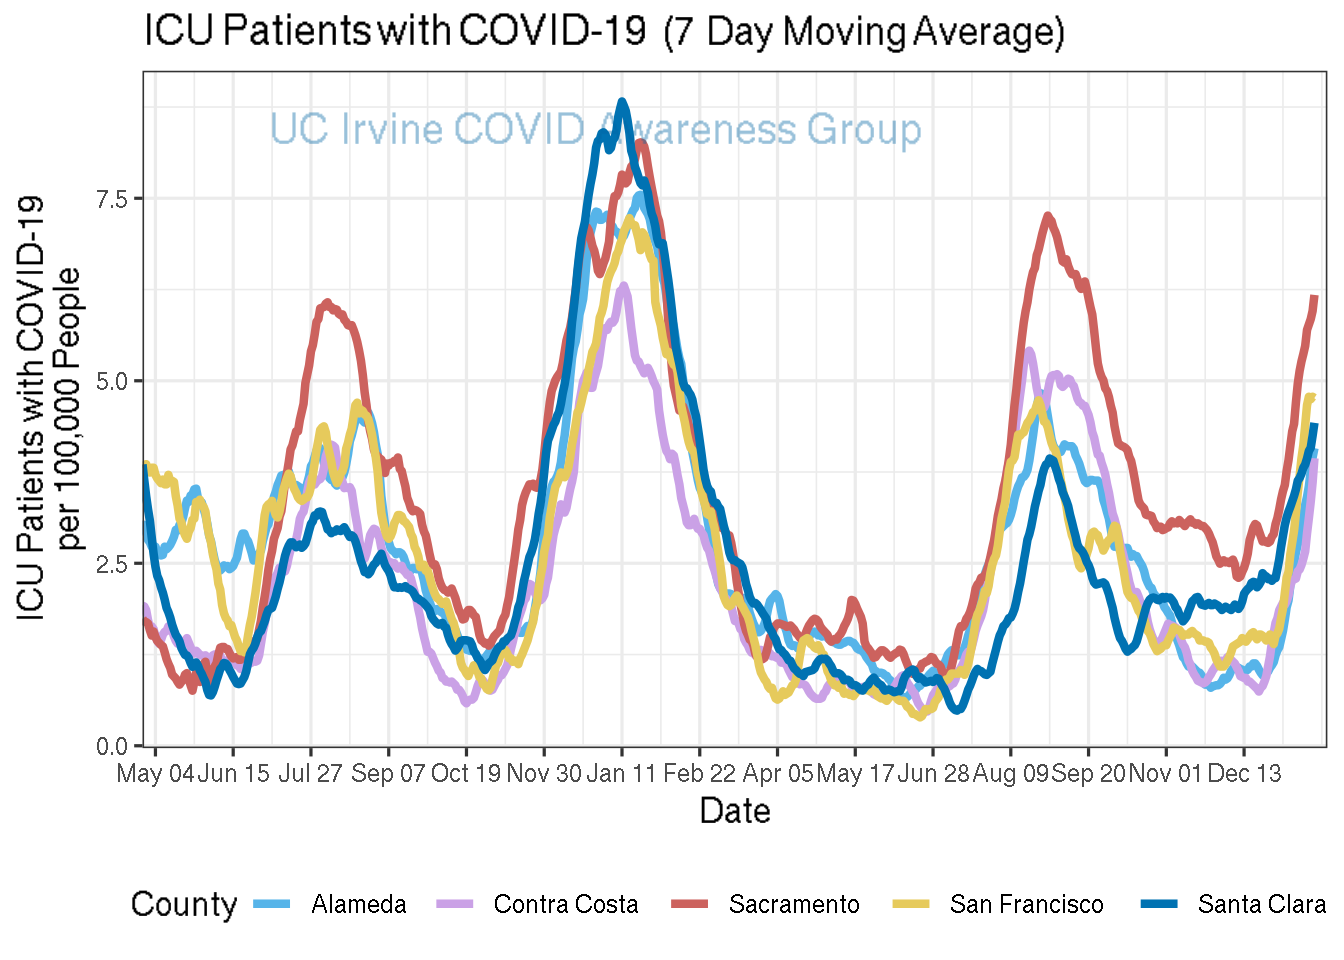 ICU Patients with COVID-19 (7 Day Moving Average)
UC Irvine COVID Awareness Group
ICU Patients with COVID-19
per 100,000 People
7.5
5.0
2.5
0.0
May 04 Jun 15 Jul 27 Sep 07 Oct 19 Nov 30 Jan 11 Feb 22 Apr 05 May 17 Jun 28 Aug 09 Sep 20 Nov 01 Dec 13
Date
County Alameda Contra Costa Sacramento San Francisco Santa Clara